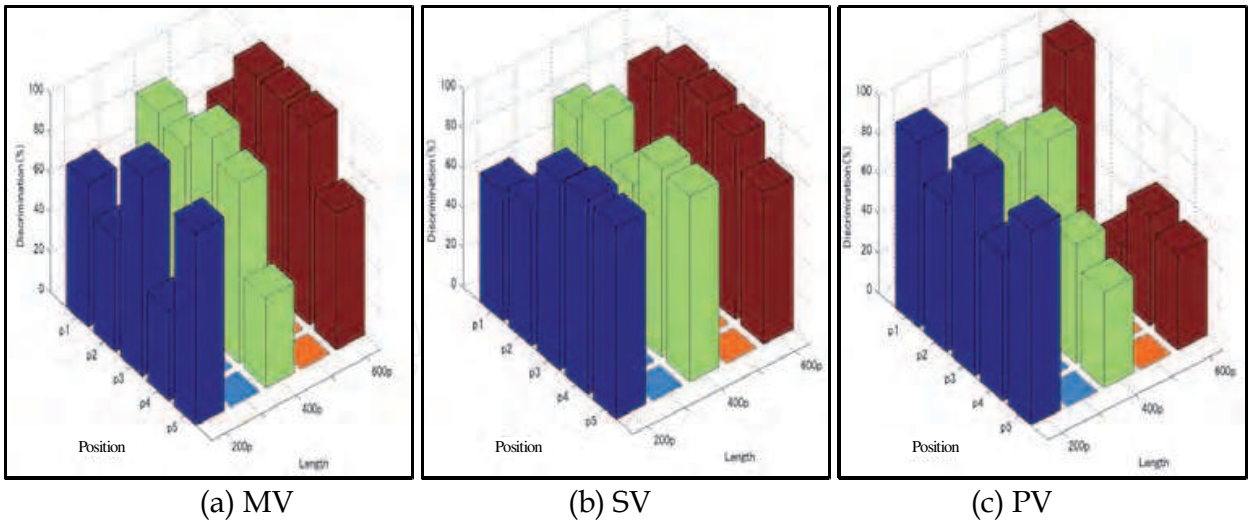 100
80
60
40
20
0
Discrimination(%)
p1
p2
p3
p4
p5
200p
400p
600p
Position
Length
100
80
60
40
20
0
Discrimination(%)
p1
p2
p3
p4
p5
200p
400p
600p
Position
Length
100
80
60
40
20
0
Discrimination(%)
p1
p2
p3
p4
p5
200p
400p
600p
Position
Length
(a) MV
(b) SV
(c) PV